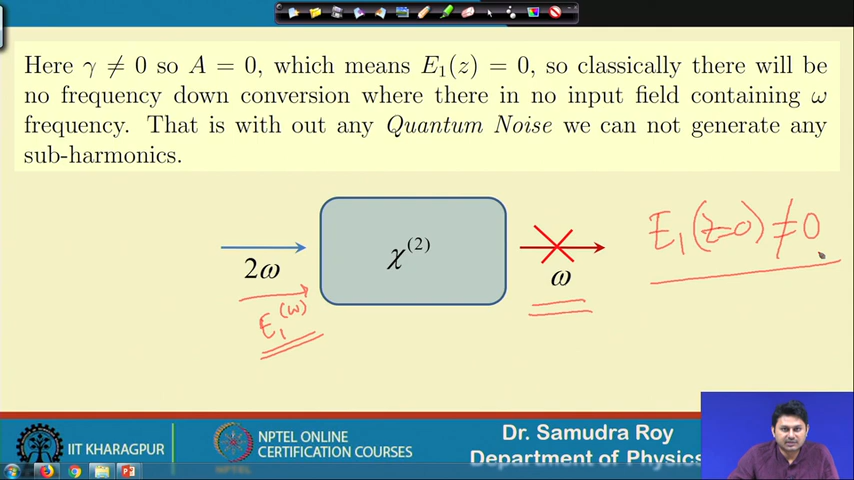 Here γ ≠ 0 so A = 0, which means E₁(z) = 0, so classically there will be
no frequency down conversion where there in no input field containing ω
frequency. That is with out any Quantum Noise we can not generate any
sub-harmonics.
E₁(z=0) ≠ 0
χ⁽²⁾
2ω
ω
E₁⁽ω⁾
IIT KHARAGPUR
NPTEL ONLINE
CERTIFICATION COURSES
Dr. Samudra Roy
Department of Physics